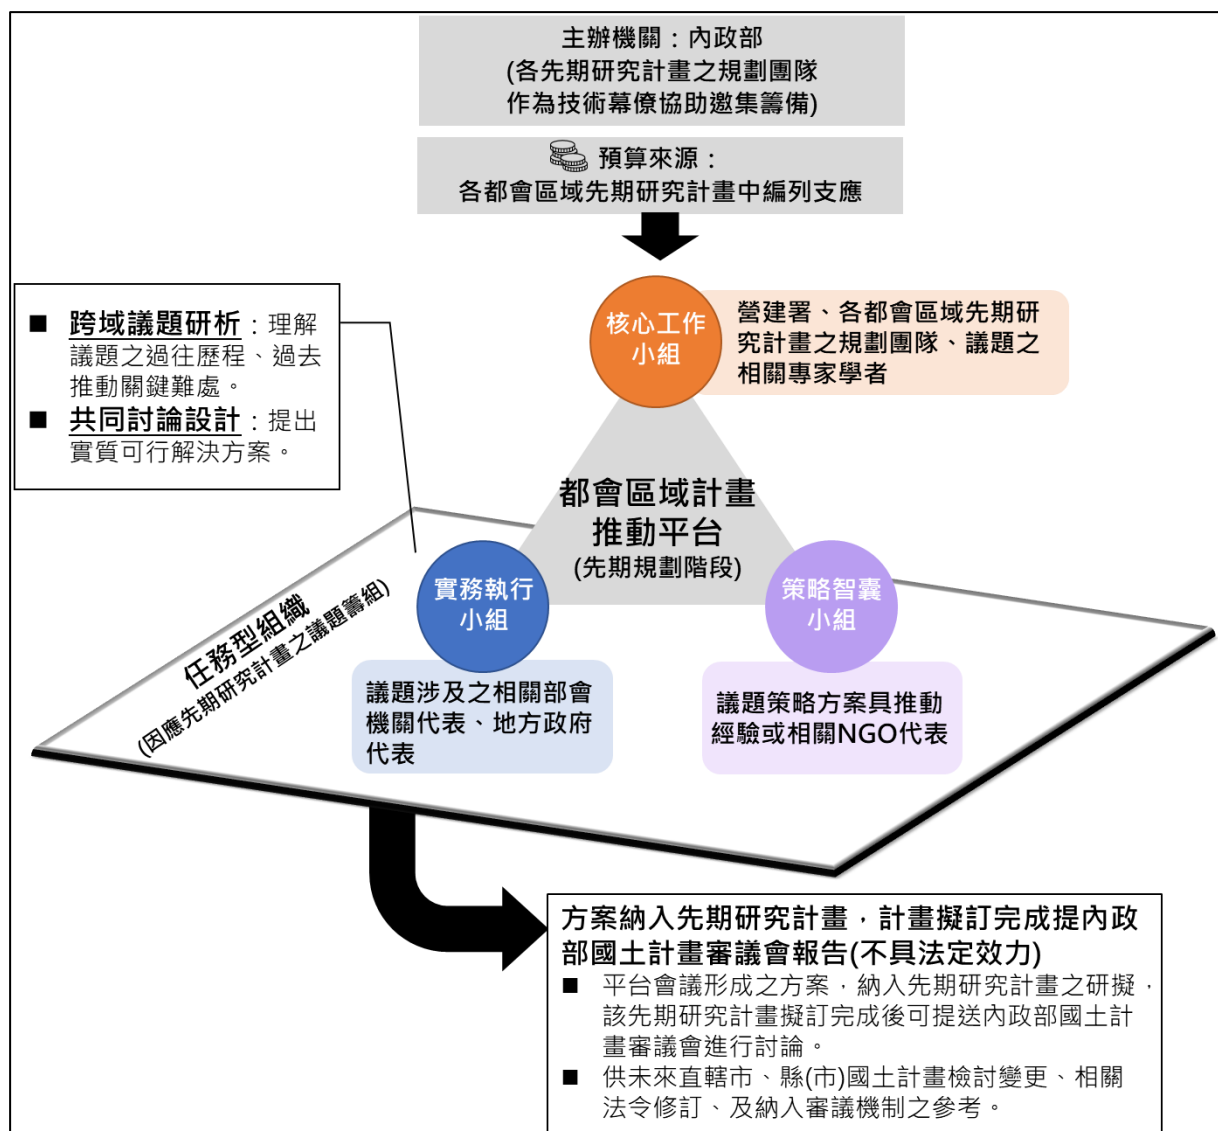 主辦機關：內政部
(各先期研究計畫之規劃團隊
作為技術幕僚協助邀集籌備)
預算來源：
各都會區域先期研究計畫中編列支應
核心工作
小組
營建署、各都會區域先期研
究計畫之規劃團隊、議題之
相關專家學者
■ 跨域議題研析：理解
議題之過往歷程、過去
推動關鍵難處。
■ 共同討論設計：提出
實質可行解決方案。
都會區域計畫
推動平台
(先期規劃階段)
實務執行
小組
策略智囊
小組
任務型組織
(因應先期研究計畫之議題籌組)
議題涉及之相關部會
機關代表、地方政府
代表
議題策略方案具推動
經驗或相關NGO代表
方案納入先期研究計畫，計畫擬訂完成提內政
部國土計畫審議會報告(不具法定效力)
■ 平台會議形成之方案，納入先期研究計畫之研擬，
該先期研究計畫擬訂完成後可提送內政部國土計
畫審議會進行討論。
■ 供未來直轄市、縣(市)國土計畫檢討變更、相關
法令修訂、及納入審議機制之參考。